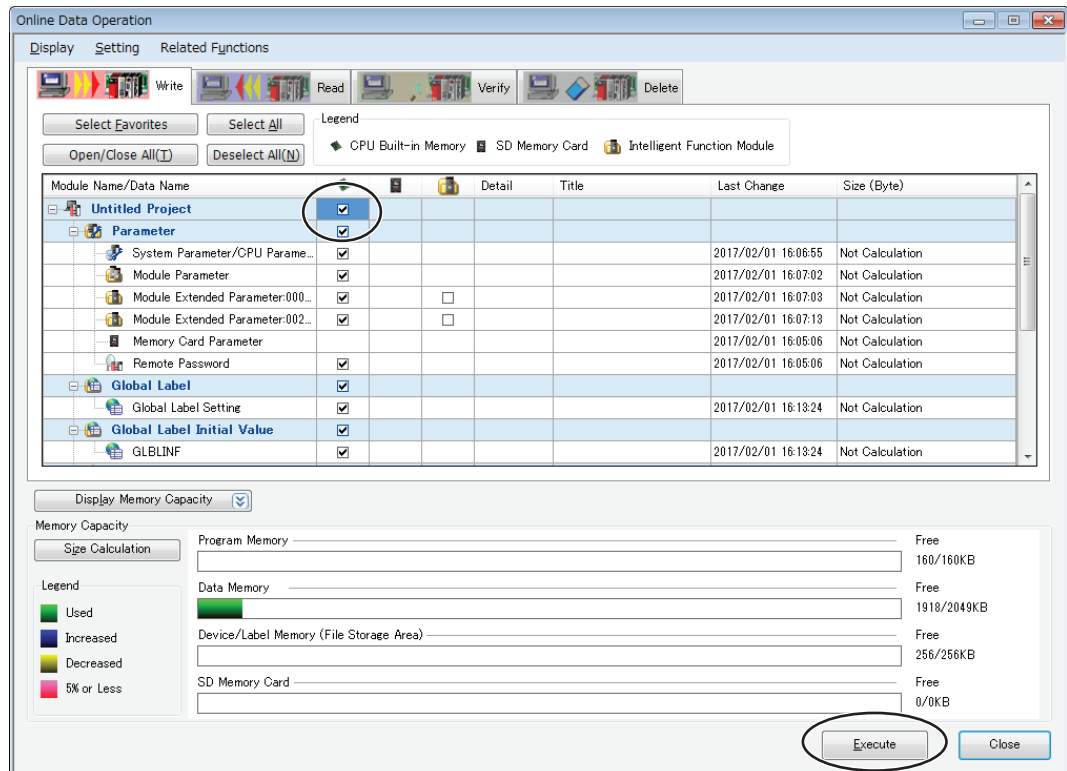 Online Data Operation
Display Setting Related Functions
Write Read Verify Delete
Select Favorites Select All Legend
CPU Built-in Memory SD Memory Card Intelligent Function Module
Open/Close All(T) Deselect All(N)
Module Name/Data Name Detail Title Last Change Size (Byte)
Untitled Project
Parameter
System Parameter/CPU Parame... 2017/02/01 16:06:55 Not Calculation
Module Parameter 2017/02/01 16:07:02 Not Calculation
Module Extended Parameter:000... 2017/02/01 16:07:03 Not Calculation
Module Extended Parameter:002... 2017/02/01 16:07:13 Not Calculation
Memory Card Parameter 2017/02/01 16:05:06 Not Calculation
Remote Password 2017/02/01 16:05:06 Not Calculation
Global Label
Global Label Setting 2017/02/01 16:13:24 Not Calculation
Global Label Initial Value
GLBLINF 2017/02/01 16:13:24 Not Calculation
Display Memory Capacity
Memory Capacity
Size Calculation
Program Memory Free
160/160KB
Legend
Used
Increased
Decreased
5% or Less
Data Memory Free
1918/2049KB
Device/Label Memory (File Storage Area) Free
256/256KB
SD Memory Card Free
0/0KB
Execute Close